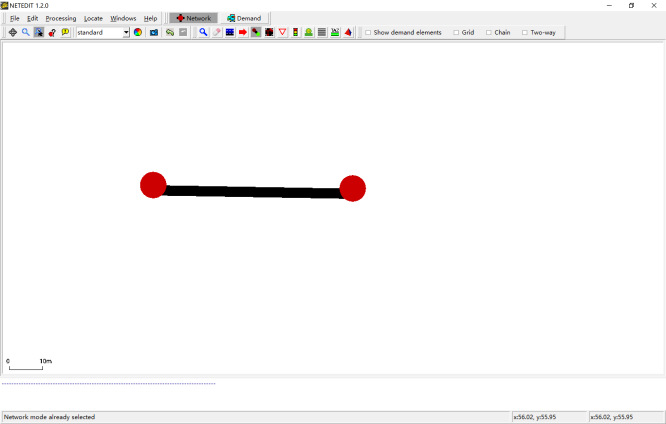 NETEDIT 1.2.0
File Edit Processing Locate Windows Help Network Demand
standard Show demand elements Grid Chain Two-way
0 10m
Network mode already selected x:56.02, y:55.95 x:56.02, y:55.95